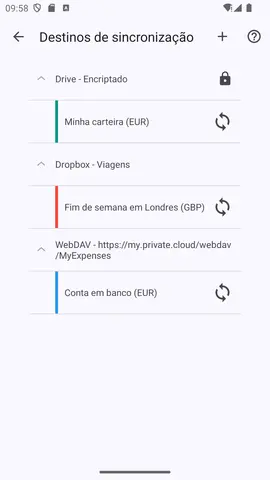 09:58
Destinos de sincronização
Drive - Encriptado
Minha carteira (EUR)
Dropbox - Viagens
Fim de semana em Londres (GBP)
WebDAV - https://my.private.cloud/webdav
/MyExpenses
Conta em banco (EUR)